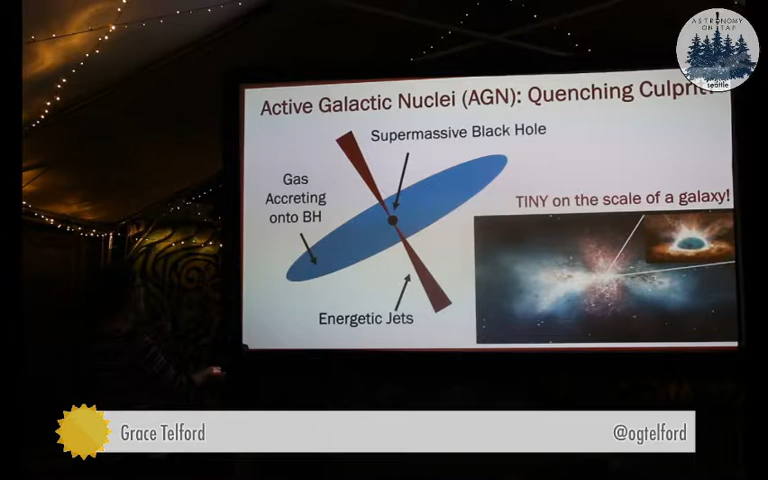 ASTRONOMY
ON TAP
seattle
Active Galactic Nuclei (AGN): Quenching Culprit
Supermassive Black Hole
Gas
Accreting
onto BH
TINY on the scale of a galaxy!
Energetic Jets
Grace Telford
@ogtelford